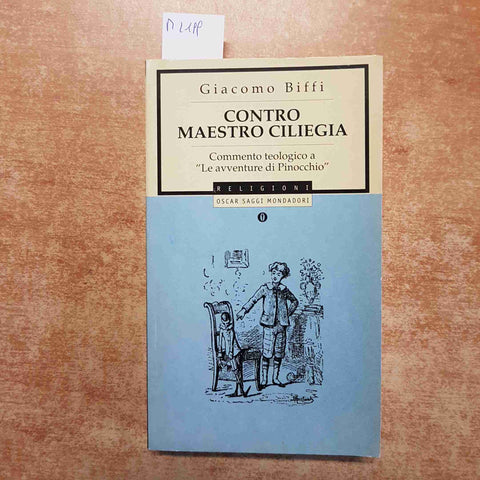 Giacomo Biffi
CONTRO
MAESTRO CILIEGIA
Commento teologico a
"Le avventure di Pinocchio"
RELIGIONI
OSCAR SAGGI MONDADORI